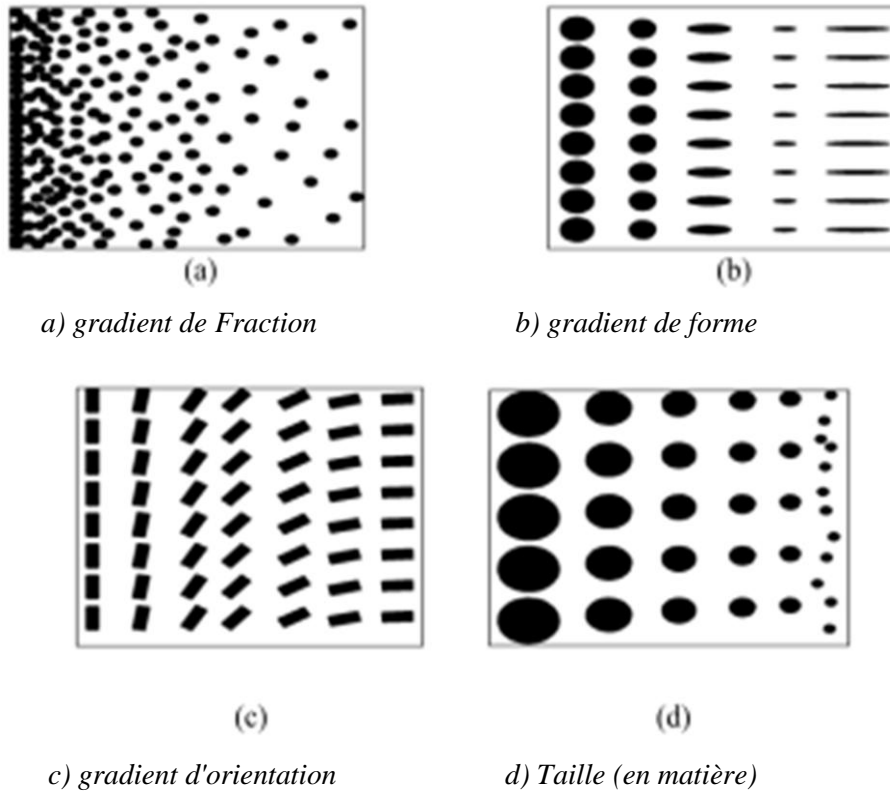 (a)
(b)
a) gradient de Fraction
b) gradient de forme
(c)
(d)
c) gradient d'orientation
d) Taille (en matière)